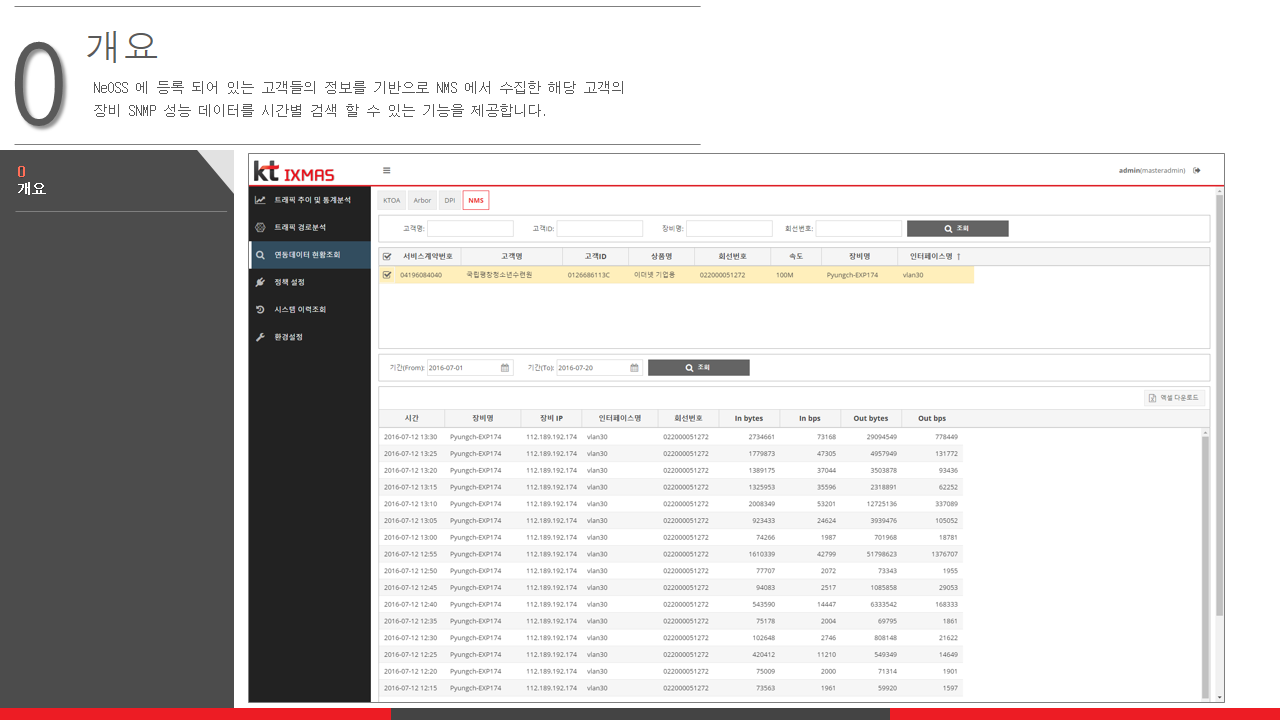 0
개요
NeOSS 에 등록 되어 있는 고객들의 정보를 기반으로 NMS 에서 수집한 해당 고객의
장비 SNMP 성능 데이터를 시간별 검색 할 수 있는 기능을 제공합니다.
0
개요
kt IXMAS
admin(masteradmin)
트래픽 추이 및 통계분석
트래픽 경로분석
연동데이터 현황조회
정책 설정
시스템 이력조회
환경설정
KTOA Arbor DPI NMS
고객명: 고객ID: 장비명: 회선번호: 조회
서비스계약번호 고객명 고객ID 상품명 회선번호 속도 장비명 인터페이스명 ↑
04196084040 국립평창청소년수련원 0126686113C 이더넷 기업용 022000051272 100M Pyungch-EXP174 vlan30
기간(From): 2016-07-01 기간(To): 2016-07-20 조회
엑셀 다운로드
시간 장비명 장비 IP 인터페이스명 회선번호 In bytes In bps Out bytes Out bps
2016-07-12 13:30 Pyungch-EXP174 112.189.192.174 vlan30 022000051272 2734661 73168 29094549 778449
2016-07-12 13:25 Pyungch-EXP174 112.189.192.174 vlan30 022000051272 1779873 47305 4957949 131772
2016-07-12 13:20 Pyungch-EXP174 112.189.192.174 vlan30 022000051272 1389175 37044 3503878 93436
2016-07-12 13:15 Pyungch-EXP174 112.189.192.174 vlan30 022000051272 1325953 35596 2318891 62252
2016-07-12 13:10 Pyungch-EXP174 112.189.192.174 vlan30 022000051272 2008349 53201 12725136 337089
2016-07-12 13:05 Pyungch-EXP174 112.189.192.174 vlan30 022000051272 923433 24624 3939476 105052
2016-07-12 13:00 Pyungch-EXP174 112.189.192.174 vlan30 022000051272 74266 1987 701968 18781
2016-07-12 12:55 Pyungch-EXP174 112.189.192.174 vlan30 022000051272 1610339 42799 51798623 1376707
2016-07-12 12:50 Pyungch-EXP174 112.189.192.174 vlan30 022000051272 77707 2072 73343 1955
2016-07-12 12:45 Pyungch-EXP174 112.189.192.174 vlan30 022000051272 94083 2517 1085858 29053
2016-07-12 12:40 Pyungch-EXP174 112.189.192.174 vlan30 022000051272 543590 14447 6333542 168333
2016-07-12 12:35 Pyungch-EXP174 112.189.192.174 vlan30 022000051272 75178 2004 69795 1861
2016-07-12 12:30 Pyungch-EXP174 112.189.192.174 vlan30 022000051272 102648 2746 808148 21622
2016-07-12 12:25 Pyungch-EXP174 112.189.192.174 vlan30 022000051272 420412 11210 549349 14649
2016-07-12 12:20 Pyungch-EXP174 112.189.192.174 vlan30 022000051272 75009 2000 71314 1901
2016-07-12 12:15 Pyungch-EXP174 112.189.192.174 vlan30 022000051272 73563 1961 59920 1597